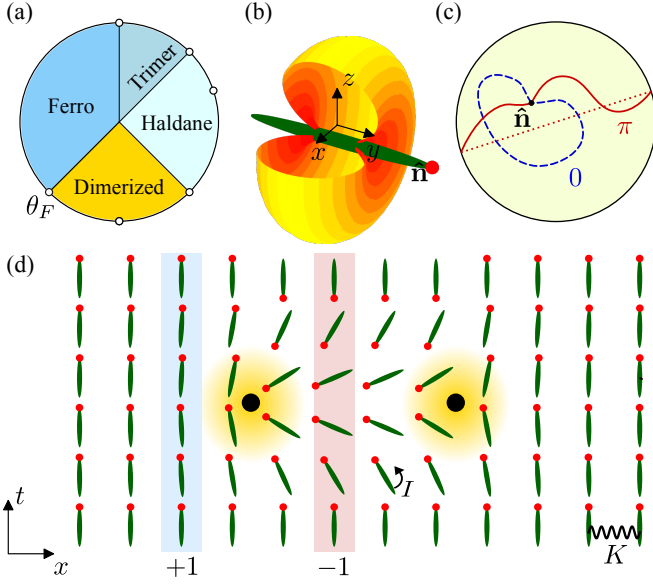 (a)
Ferro
Trimer
Haldane
Dimerized
θ_F
(b)
z
x
y
n̂
(c)
n̂
π
0
(d)
I
t
x
+1
−1
K